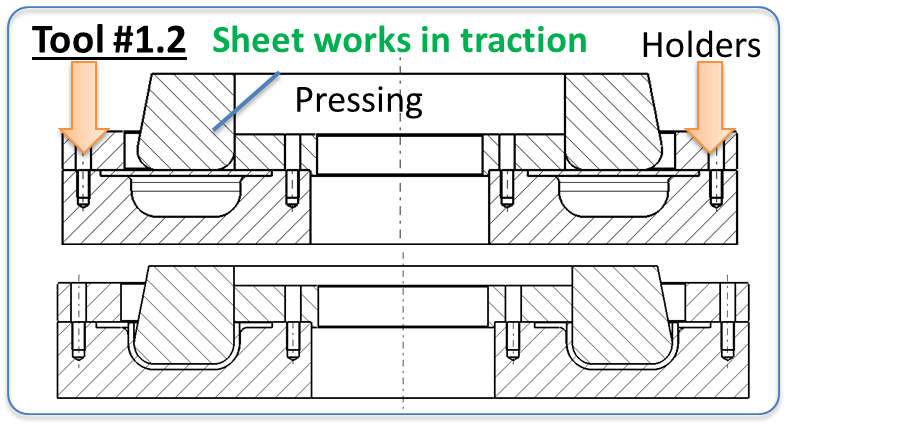 Tool #1.2 Sheet works in traction Holders
Pressing